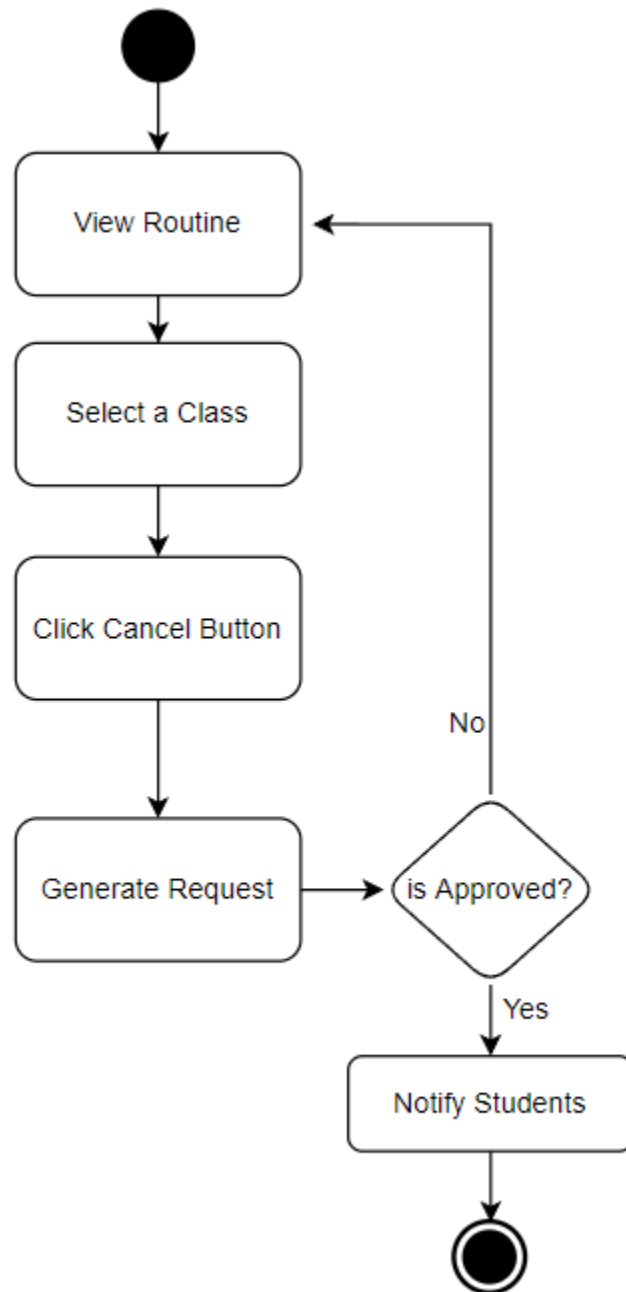 View Routine
Select a Class
Click Cancel Button
No
Generate Request
is Approved?
Yes
Notify Students